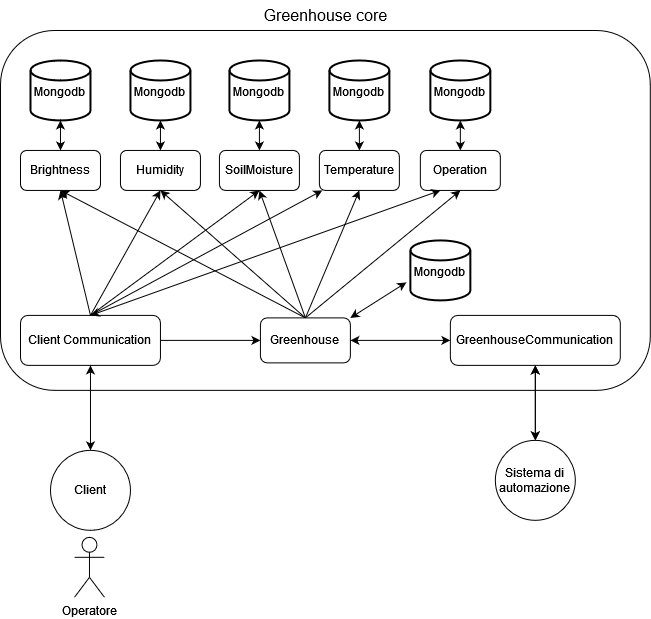 Greenhouse core
Mongodb
Mongodb
Mongodb
Mongodb
Mongodb
Brightness
Humidity
SoilMoisture
Temperature
Operation
Mongodb
Client Communication
Greenhouse
GreenhouseCommunication
Client
Sistema di
automazione
Operatore